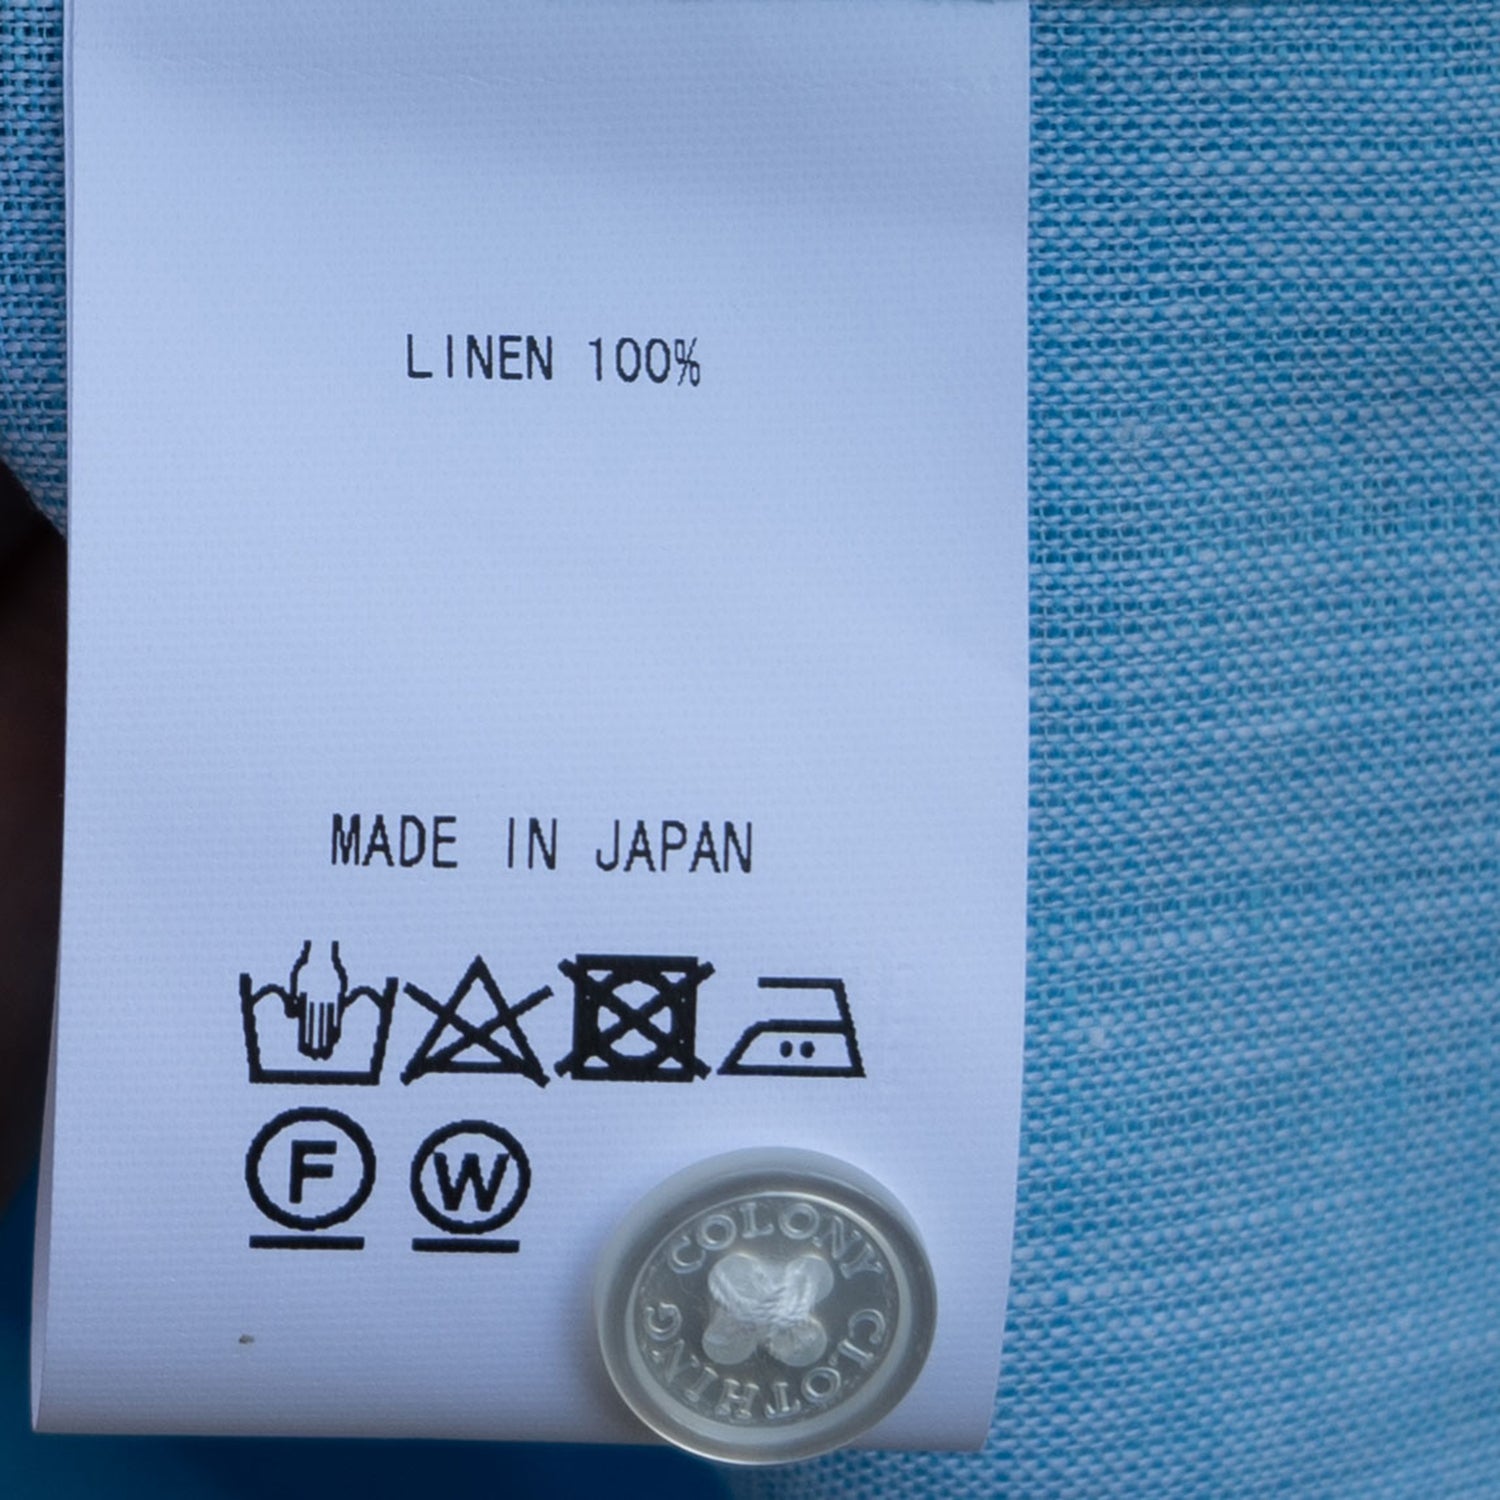 LINEN 100%
MADE IN JAPAN
F W
COLONY CLOTHING